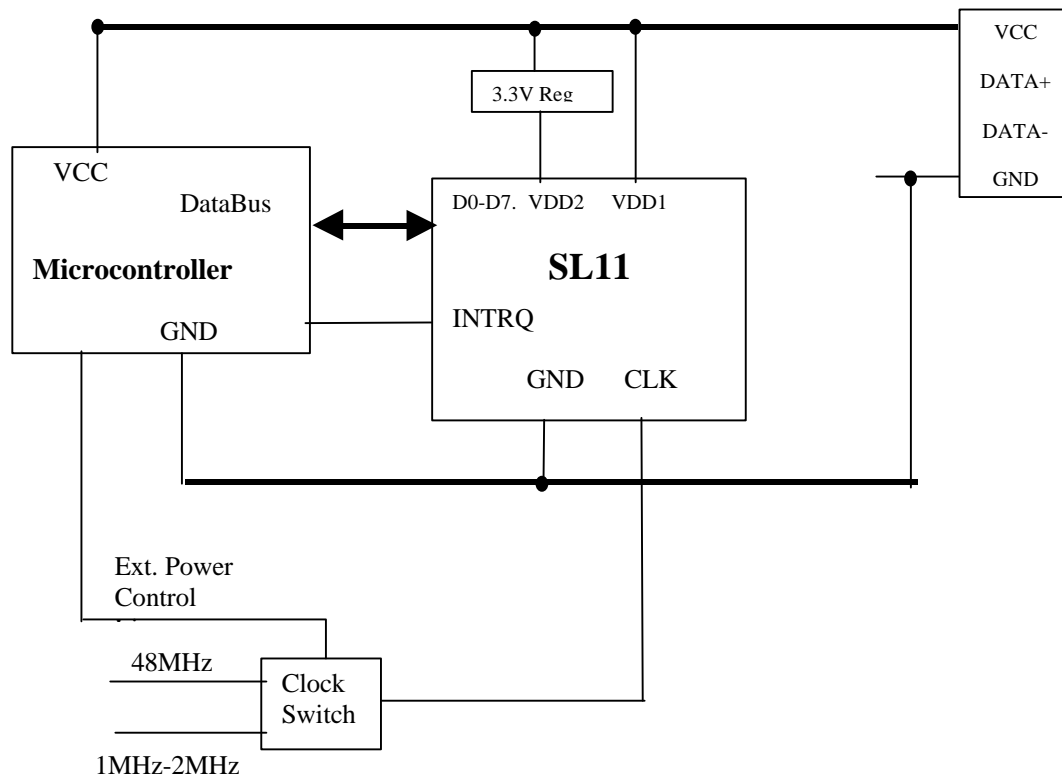 VCC
DATA+
3.3V Reg
DATA-
VCC
GND
DataBus
D0-D7. VDD2 VDD1
Microcontroller
SL11
INTRQ
GND
GND CLK
Ext. Power
Control
48MHz
Clock
Switch
1MHz-2MHz